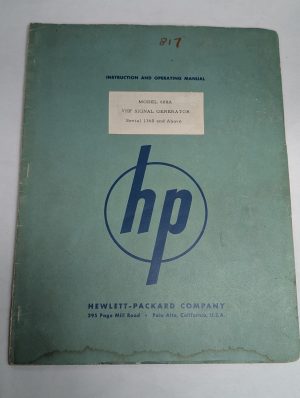 817
INSTRUCTION AND OPERATING MANUAL
MODEL 608A
VHF SIGNAL GENERATOR
Serial 1368 and Above
hp
HEWLETT-PACKARD COMPANY
395 Page Mill Road • Palo Alto, California, U.S.A.